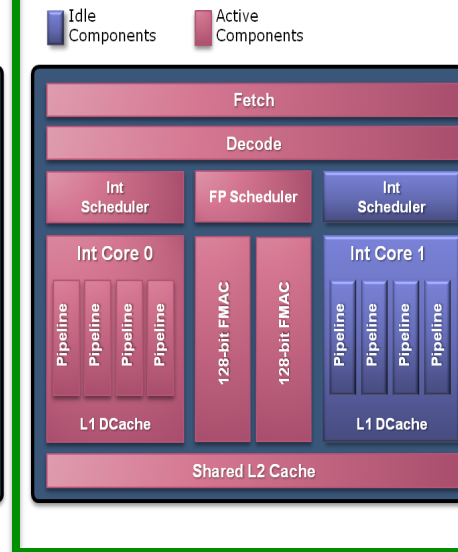 Idle
Components
Active
Components
Fetch
Decode
Int
Scheduler
FP Scheduler
Int
Scheduler
Int Core 0
Pipeline
Pipeline
Pipeline
Pipeline
L1 DCache
128-bit FMAC
128-bit FMAC
Int Core 1
Pipeline
Pipeline
Pipeline
Pipeline
L1 DCache
Shared L2 Cache